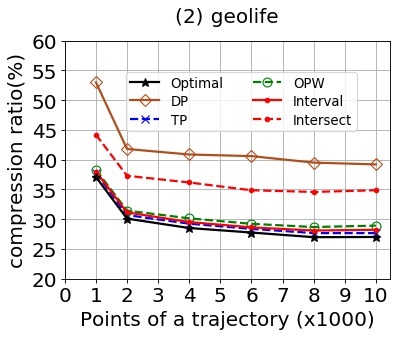 (2) geolife
compression ratio(%)
60
55
50
45
40
35
30
25
20
Optimal
DP
TP
OPW
Interval
Intersect
0 1 2 3 4 5 6 7 8 9 10
Points of a trajectory (x1000)